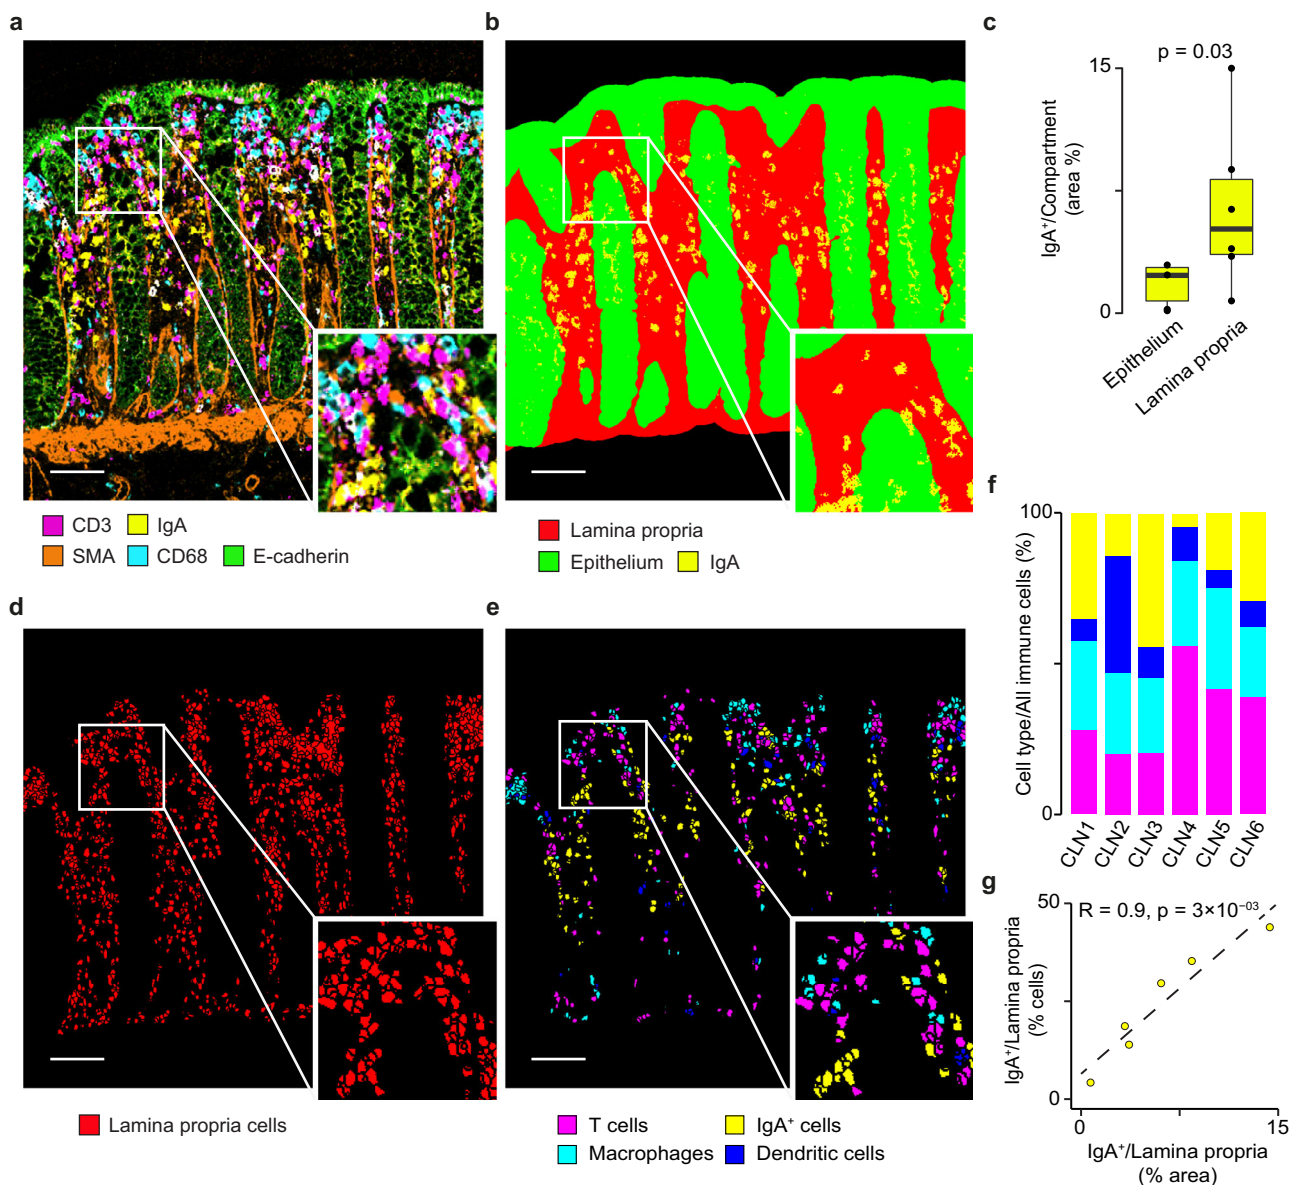 a
b
c
p = 0.03
15
0
IgA⁺/Compartment
(area %)
Epithelium
Lamina propria
CD3 IgA
SMA CD68 E-cadherin
Lamina propria
Epithelium IgA
d
e
f
100
0
Cell type/All immune cells (%)
CLN1 CLN2 CLN3 CLN4 CLN5 CLN6
Lamina propria cells
T cells IgA⁺ cells
Macrophages Dendritic cells
g
R = 0.9, p = 3×10⁻⁰³
50
0
IgA⁺/Lamina propria
(% cells)
0 15
IgA⁺/Lamina propria
(% area)